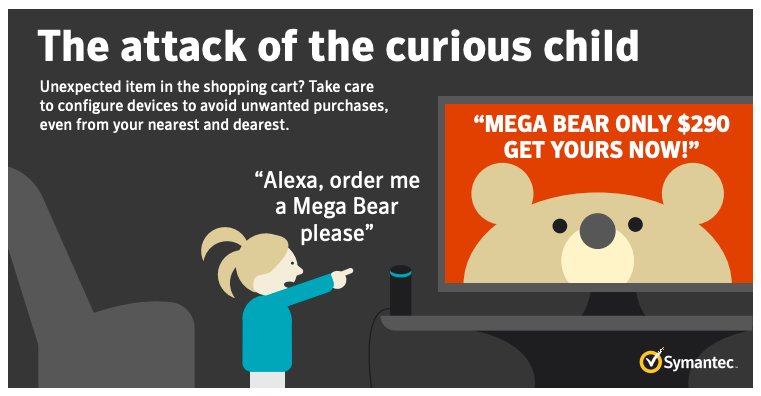 The attack of the curious child
Unexpected item in the shopping cart? Take care
to configure devices to avoid unwanted purchases,
even from your nearest and dearest.
“MEGA BEAR ONLY $290
GET YOURS NOW!”
“Alexa, order me
a Mega Bear
please”
Symantec™